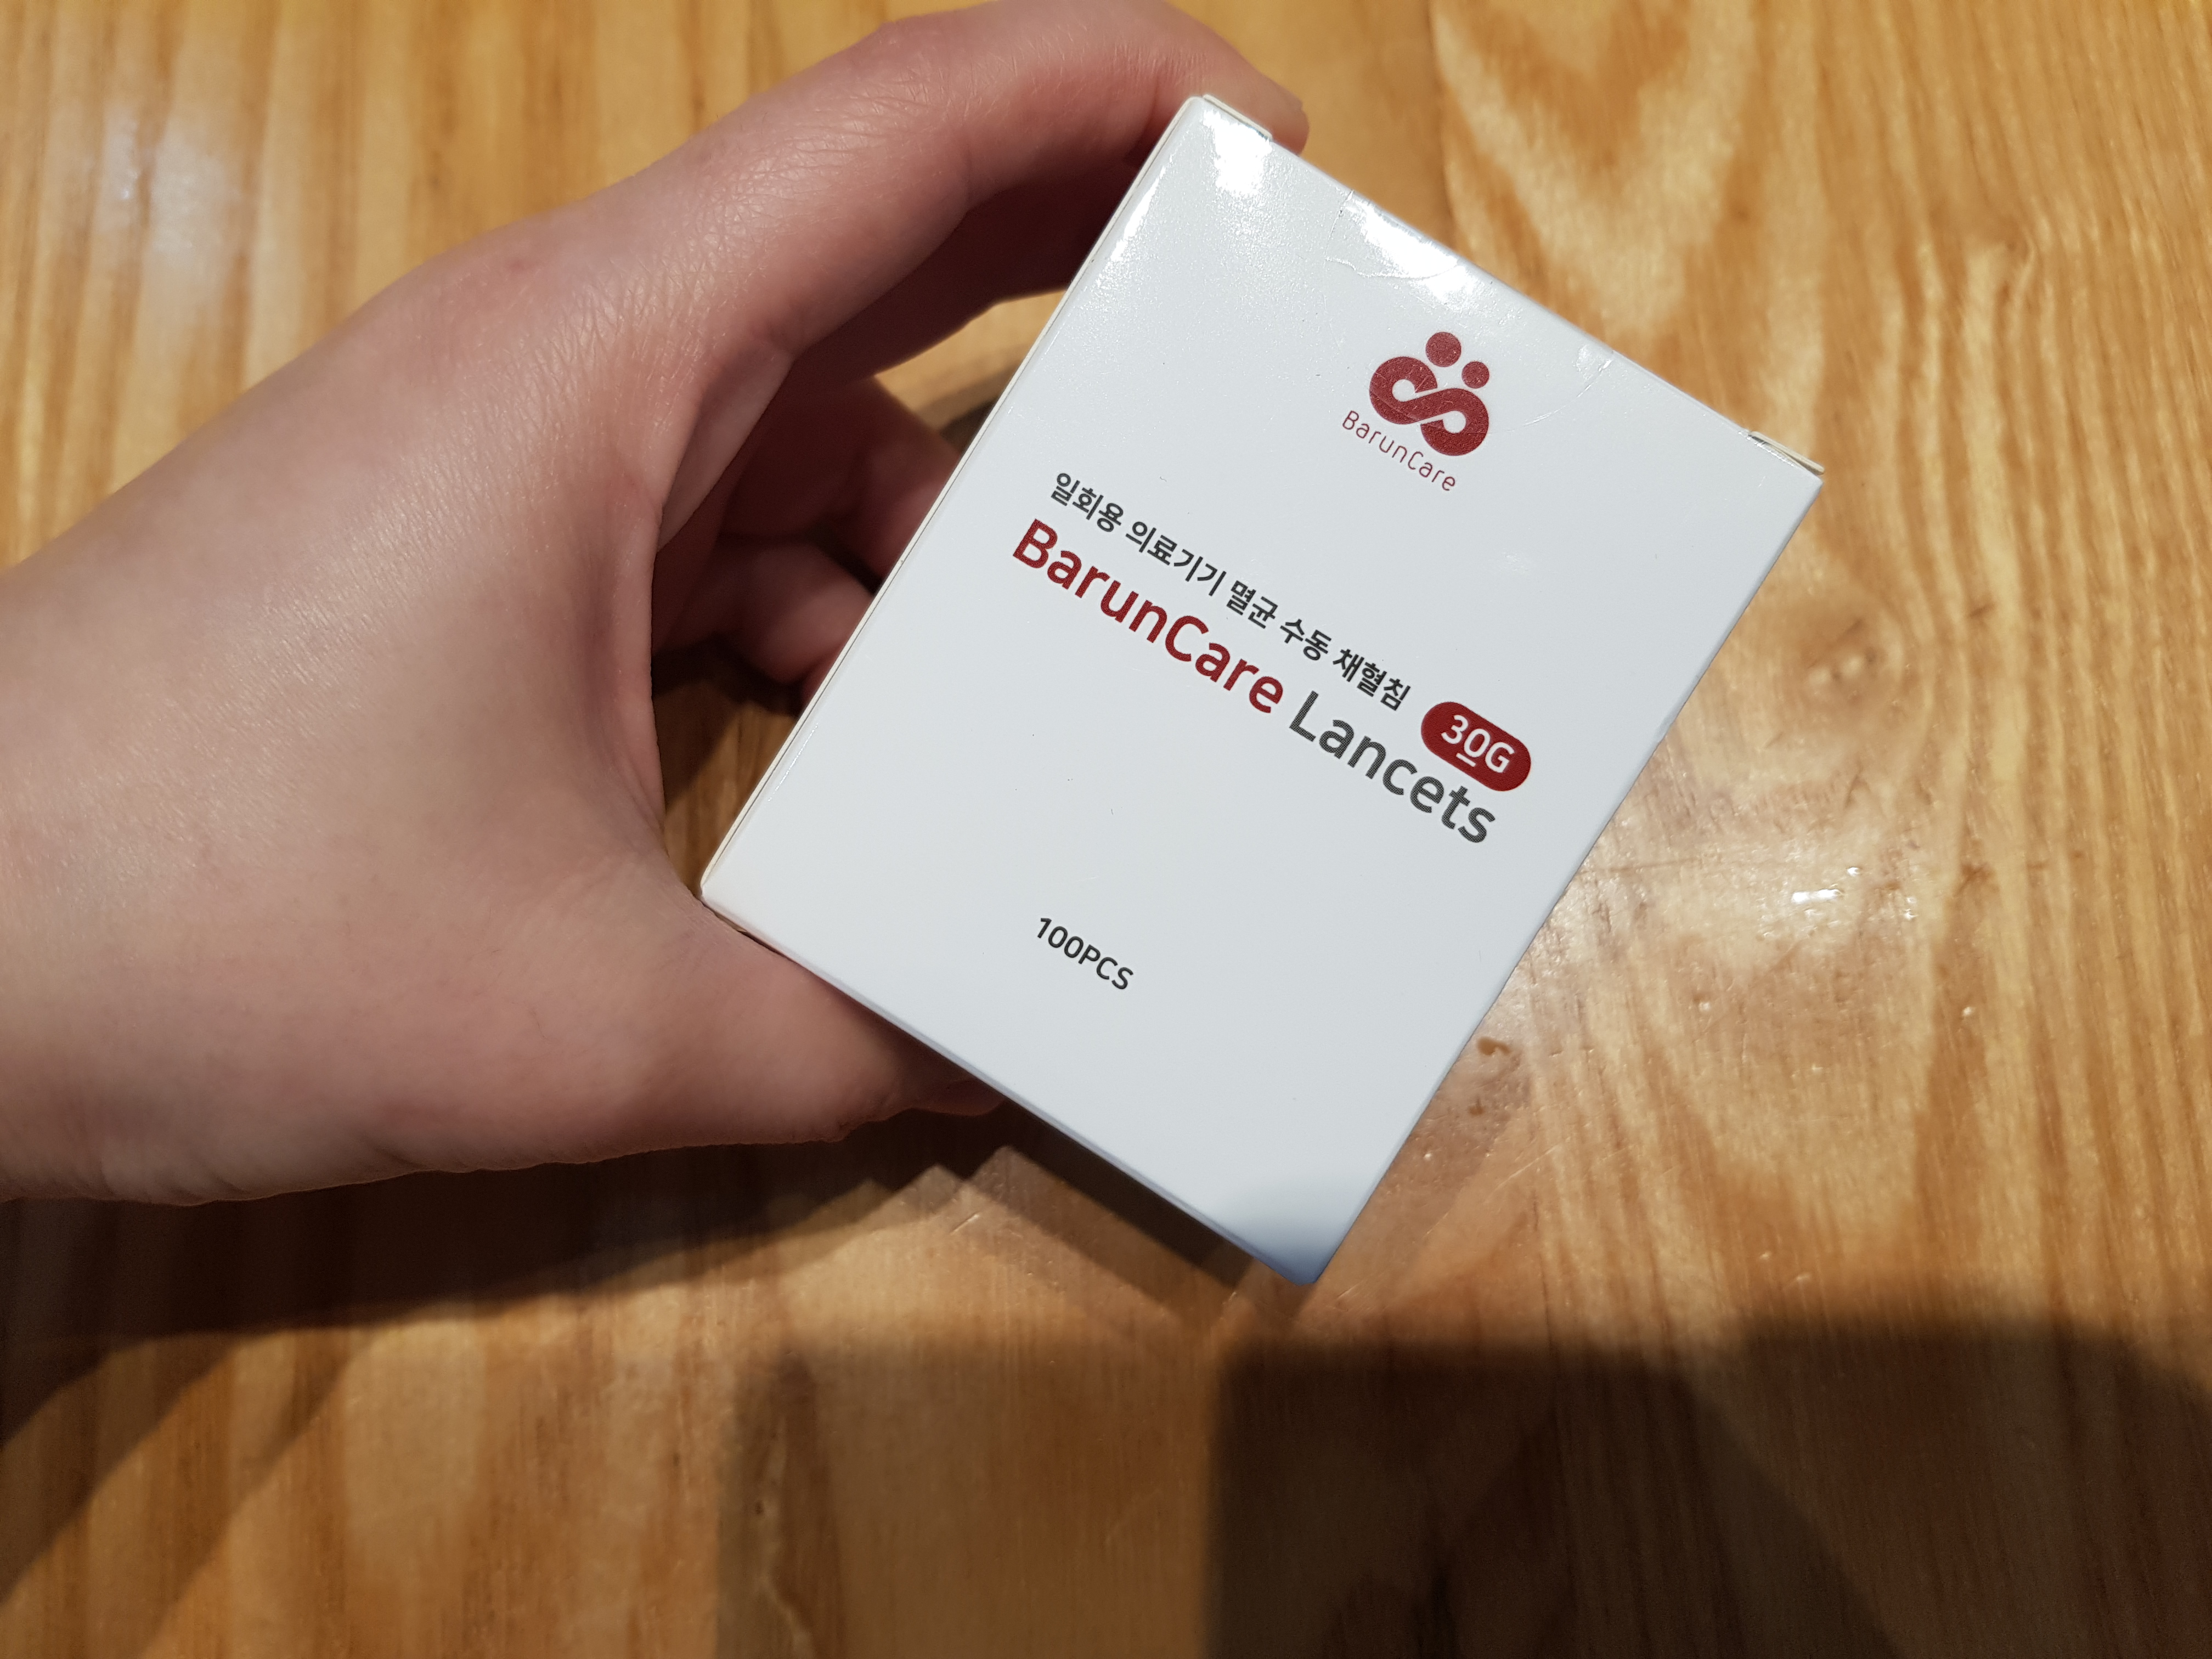 BarunCare
일회용 의료기기 멸균 수동 채혈침
30G
BarunCare Lancets
100PCS